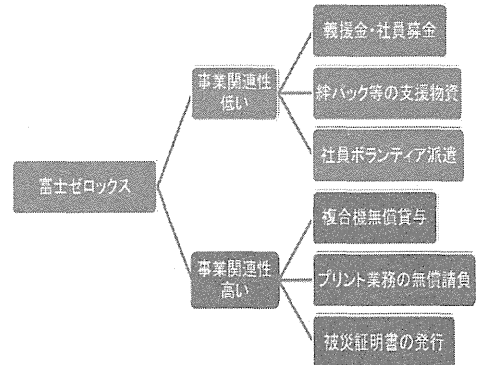 義援金・社員募金
事業関連性
低い
絆パック等の支援物資
社員ボランティア派遣
富士ゼロックス
複合機無償貸与
事業関連性
高い
プリント業務の無償請負
被災証明書の発行